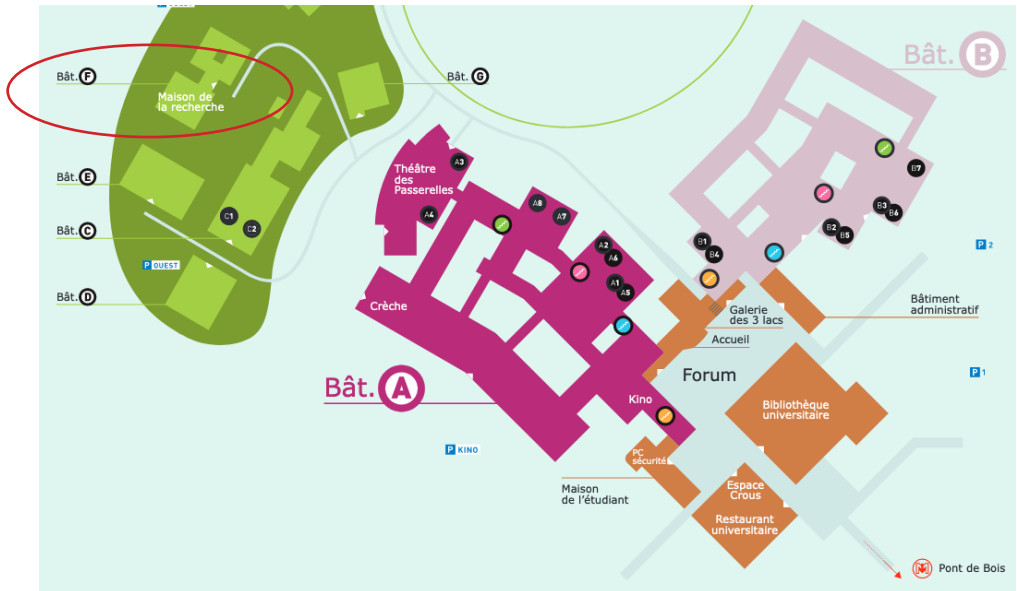 P OUEST
Bât. B
Bât. F
Bât. G
Maison de
la recherche
Théâtre
des
Passerelles
A3
B7
Bât. E
A8
A7
B3
B6
C1
C2
A4
B2
B5
Bât. C
A2
A6
B1
B4
P 2
P OUEST
A1
A5
Bât. D
Crèche
Galerie
des 3 lacs
Bâtiment
administratif
Accueil
Forum
P 1
Bât. A
Kino
Bibliothèque
universitaire
P KINO
PC
sécurité
Maison
de l'étudiant
Espace
Crous
Restaurant
universitaire
Pont de Bois